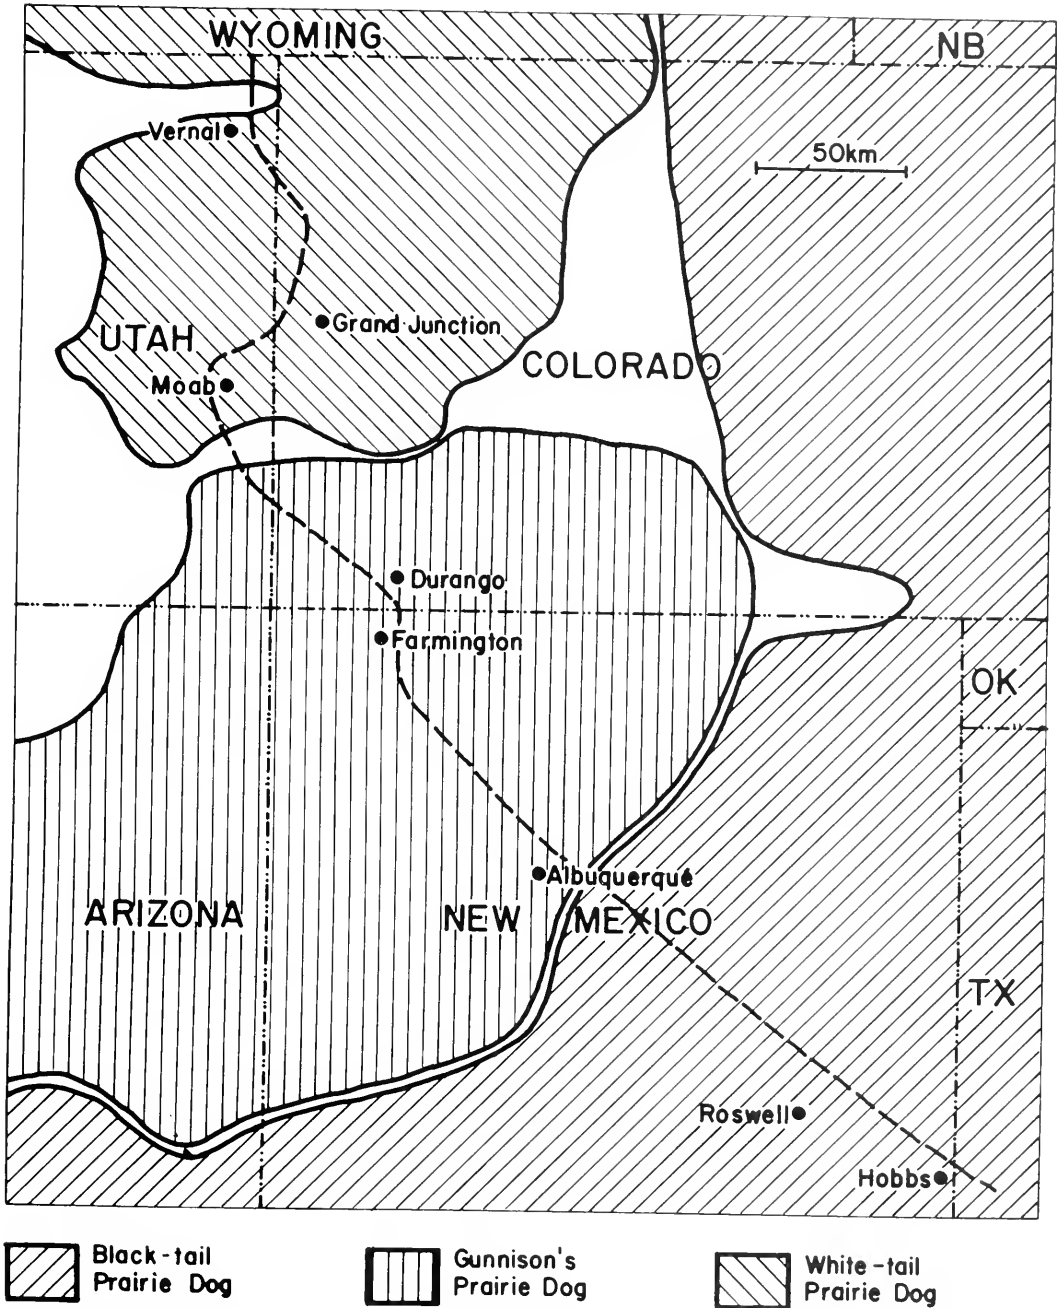 WYOMING
NB
Vernal
50km
UTAH
Grand Junction
COLORADO
Moab
Durango
Farmington
OK
Albuquerqué
ARIZONA
NEW MEXICO
TX
Roswell
Hobbs
Black-tail
Prairie Dog
Gunnison's
Prairie Dog
White-tail
Prairie Dog